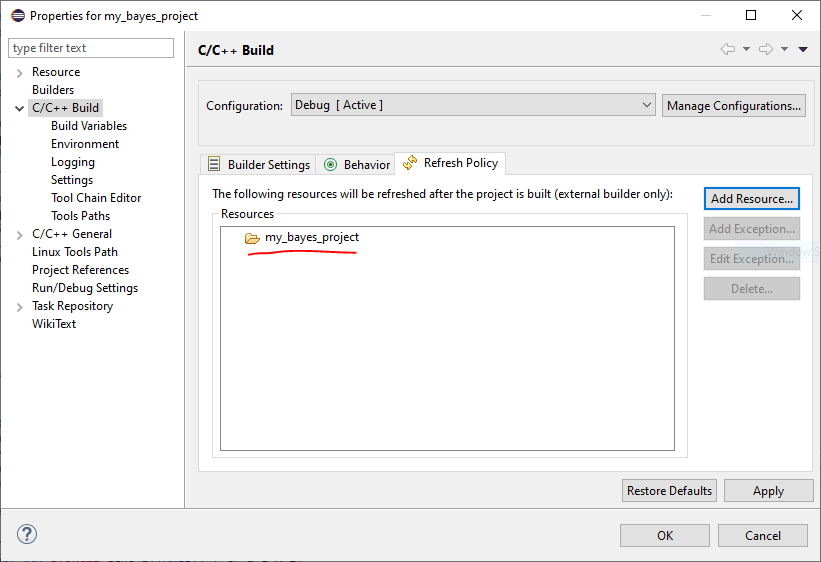 Properties for my_bayes_project
type filter text
Resource
Builders
C/C++ Build
Build Variables
Environment
Logging
Settings
Tool Chain Editor
Tools Paths
C/C++ General
Linux Tools Path
Project References
Run/Debug Settings
Task Repository
WikiText
C/C++ Build
Configuration:
Debug [ Active ]
Manage Configurations...
Builder Settings
Behavior
Refresh Policy
The following resources will be refreshed after the project is built (external builder only):
Resources
my_bayes_project
Add Resource...
Add Exception...
Edit Exception...
Delete...
Restore Defaults
Apply
OK
Cancel